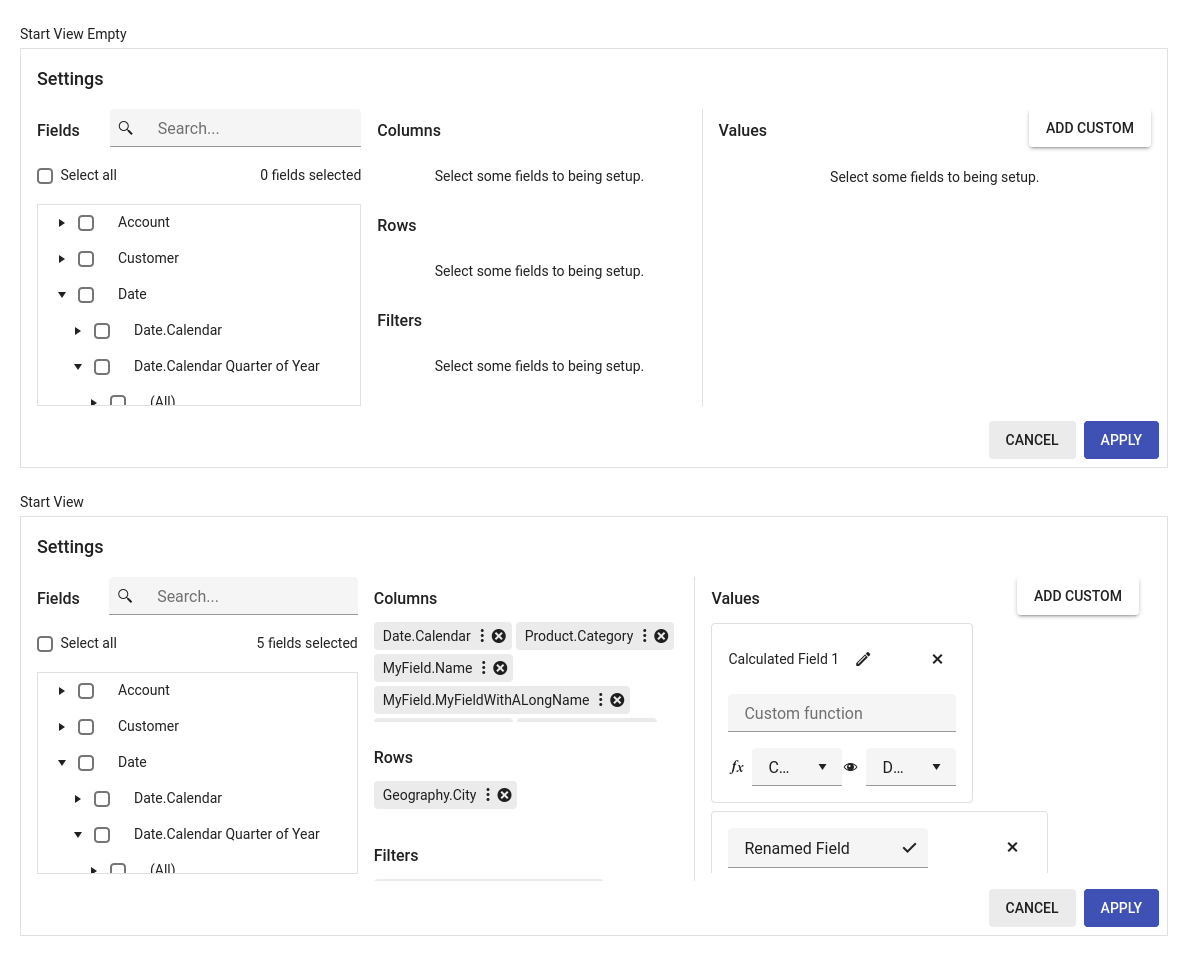 Start View Empty
Settings
Fields
Search...
Select all
0 fields selected
Account
Customer
Date
Date.Calendar
Date.Calendar Quarter of Year
(All)
Columns
Select some fields to being setup.
Rows
Select some fields to being setup.
Filters
Select some fields to being setup.
Values
ADD CUSTOM
Select some fields to being setup.
CANCEL
APPLY
Start View
Settings
Fields
Search...
Select all
5 fields selected
Account
Customer
Date
Date.Calendar
Date.Calendar Quarter of Year
(All)
Columns
Date.Calendar
Product.Category
MyField.Name
MyField.MyFieldWithALongName
Rows
Geography.City
Filters
Values
ADD CUSTOM
Calculated Field 1
Custom function
fx
C...
D...
Renamed Field
CANCEL
APPLY